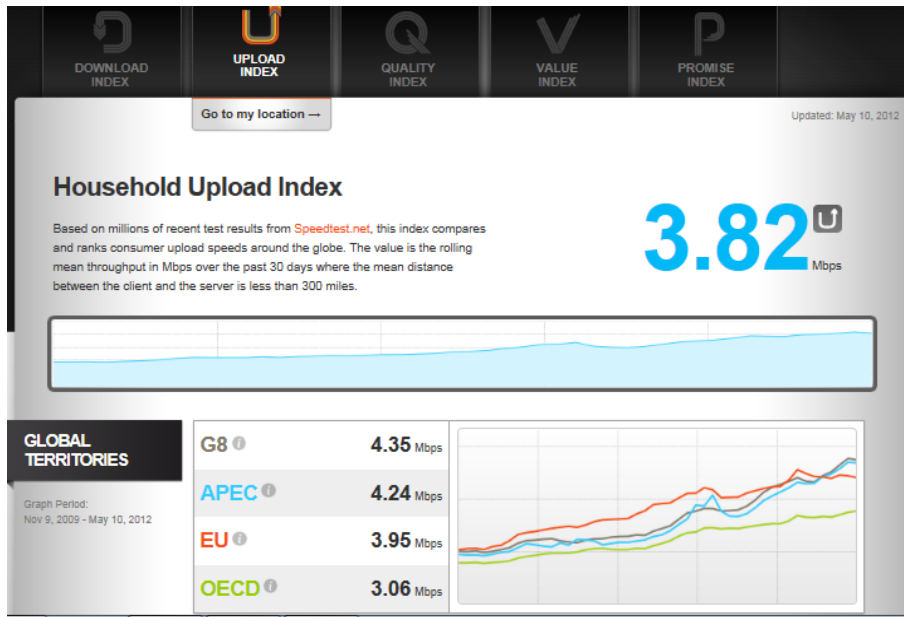 DOWNLOAD
INDEX
UPLOAD
INDEX
QUALITY
INDEX
VALUE
INDEX
PROMISE
INDEX
Go to my location →
Updated: May 10, 2012
Household Upload Index
Based on millions of recent test results from Speedtest.net, this index compares
and ranks consumer upload speeds around the globe. The value is the rolling
mean throughput in Mbps over the past 30 days where the mean distance
between the client and the server is less than 300 miles.
3.82 Mbps
GLOBAL
TERRITORIES
Graph Period:
Nov 9, 2009 - May 10, 2012
G8 4.35 Mbps
APEC 4.24 Mbps
EU 3.95 Mbps
OECD 3.06 Mbps